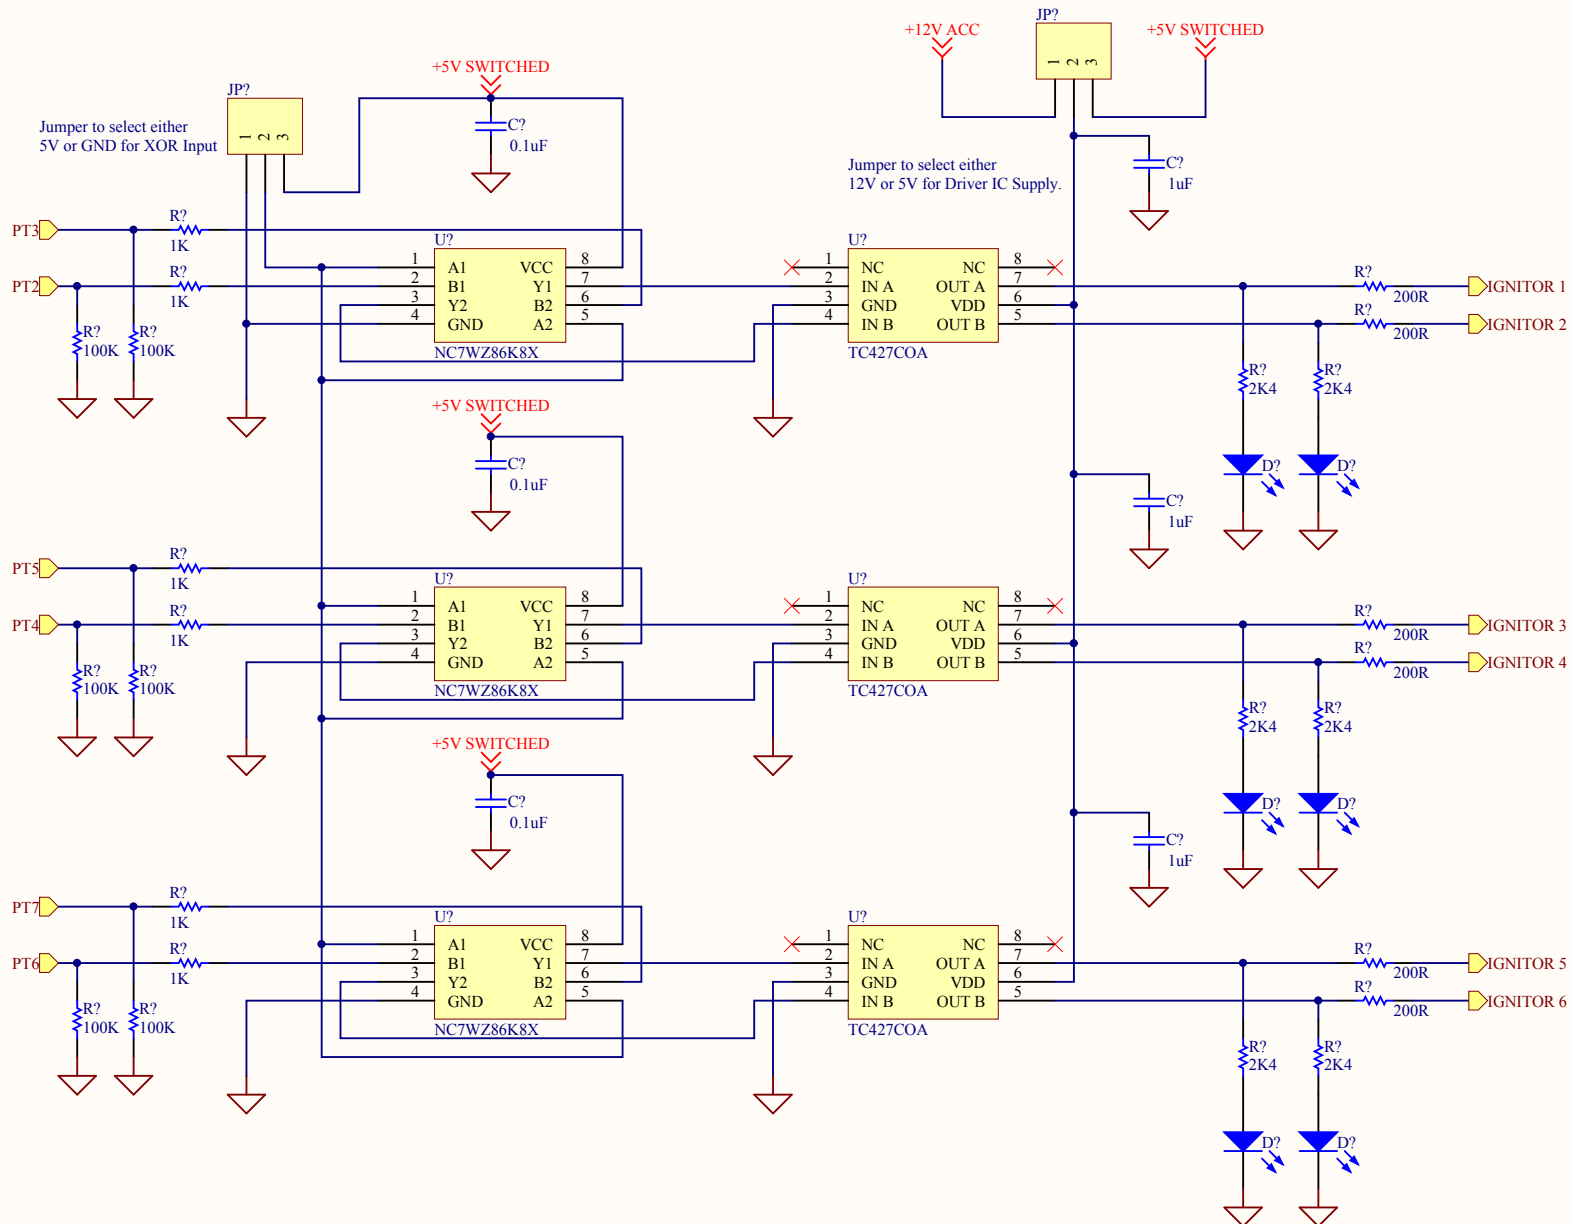 +12V ACC
JP?
+5V SWITCHED
1
2
3
+5V SWITCHED
JP?
1
2
3
Jumper to select either
5V or GND for XOR Input
C?
0.1uF
Jumper to select either
12V or 5V for Driver IC Supply.
C?
1uF
PT3
R?
1K
PT2
R?
1K
R?
100K
R?
100K
U?
1 A1 VCC 8
2 B1 Y1 7
3 Y2 B2 6
4 GND A2 5
NC7WZ86K8X
U?
1 NC NC 8
2 IN A OUT A 7
3 GND VDD 6
4 IN B OUT B 5
TC427COA
R?
200R
IGNITOR 1
R?
200R
IGNITOR 2
R?
2K4
R?
2K4
D?
D?
+5V SWITCHED
C?
0.1uF
C?
1uF
PT5
R?
1K
PT4
R?
1K
R?
100K
R?
100K
U?
1 A1 VCC 8
2 B1 Y1 7
3 Y2 B2 6
4 GND A2 5
NC7WZ86K8X
U?
1 NC NC 8
2 IN A OUT A 7
3 GND VDD 6
4 IN B OUT B 5
TC427COA
R?
200R
IGNITOR 3
R?
200R
IGNITOR 4
R?
2K4
R?
2K4
D?
D?
+5V SWITCHED
C?
0.1uF
C?
1uF
PT7
R?
1K
PT6
R?
1K
R?
100K
R?
100K
U?
1 A1 VCC 8
2 B1 Y1 7
3 Y2 B2 6
4 GND A2 5
NC7WZ86K8X
U?
1 NC NC 8
2 IN A OUT A 7
3 GND VDD 6
4 IN B OUT B 5
TC427COA
R?
200R
IGNITOR 5
R?
200R
IGNITOR 6
R?
2K4
R?
2K4
D?
D?